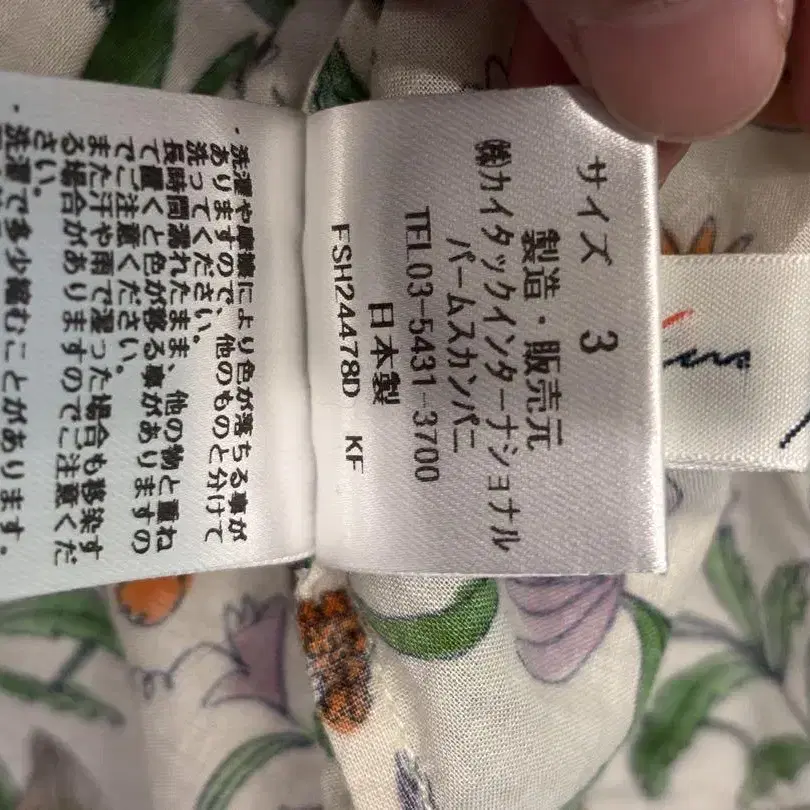 サイズ 3
製造・販売元
㈱カイタックインターナショナル
パームスカンパニー
TEL03-5431-3700
日本製
FSH24478D KF
・洗濯や摩擦により色が落ちる事が
ありますので、他のものと分けて
洗ってください。
長時間濡れたまま、他の物と重ね
て置くと色が移る事がありますの
でご注意ください。
また汗や雨で湿った場合も移染す
る場合がありますのでご注意くだ
さい。
・洗濯で多少縮むことがあります。